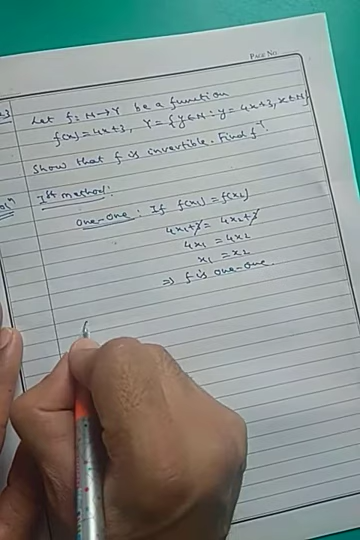 PAGE NO
Let f: N→Y be a function
f(x)=4x+3, Y={y∈N: y=4x+3, x∈N}
Show that f is invertible. Find f⁻¹.
Ist method:
one-one: If f(x₁)=f(x₂)
4x₁+3 = 4x₂+3
4x₁ = 4x₂
x₁ = x₂
⇒ f is one-one.